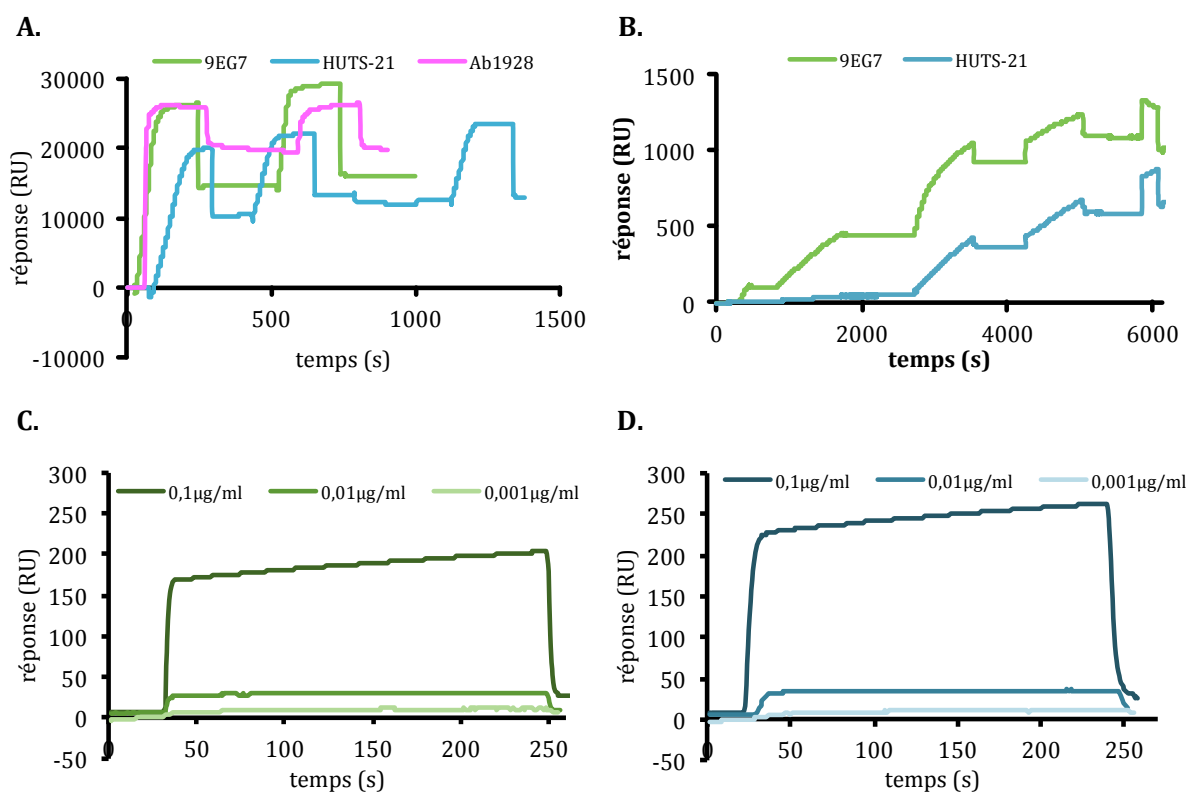 A.
9EG7 HUTS-21 Ab1928
30000
20000
10000
0
-10000
0 500 1000 1500
réponse (RU)
temps (s)
B.
9EG7 HUTS-21
1500
1000
500
0
0 2000 4000 6000
réponse (RU)
temps (s)
C.
0,1µg/ml 0,01µg/ml 0,001µg/ml
300
250
200
150
100
50
0
-50
0 50 100 150 200 250
réponse (RU)
temps (s)
D.
0,1µg/ml 0,01µg/ml 0,001µg/ml
300
250
200
150
100
50
0
-50
0 50 100 150 200 250
réponse (RU)
temps (s)